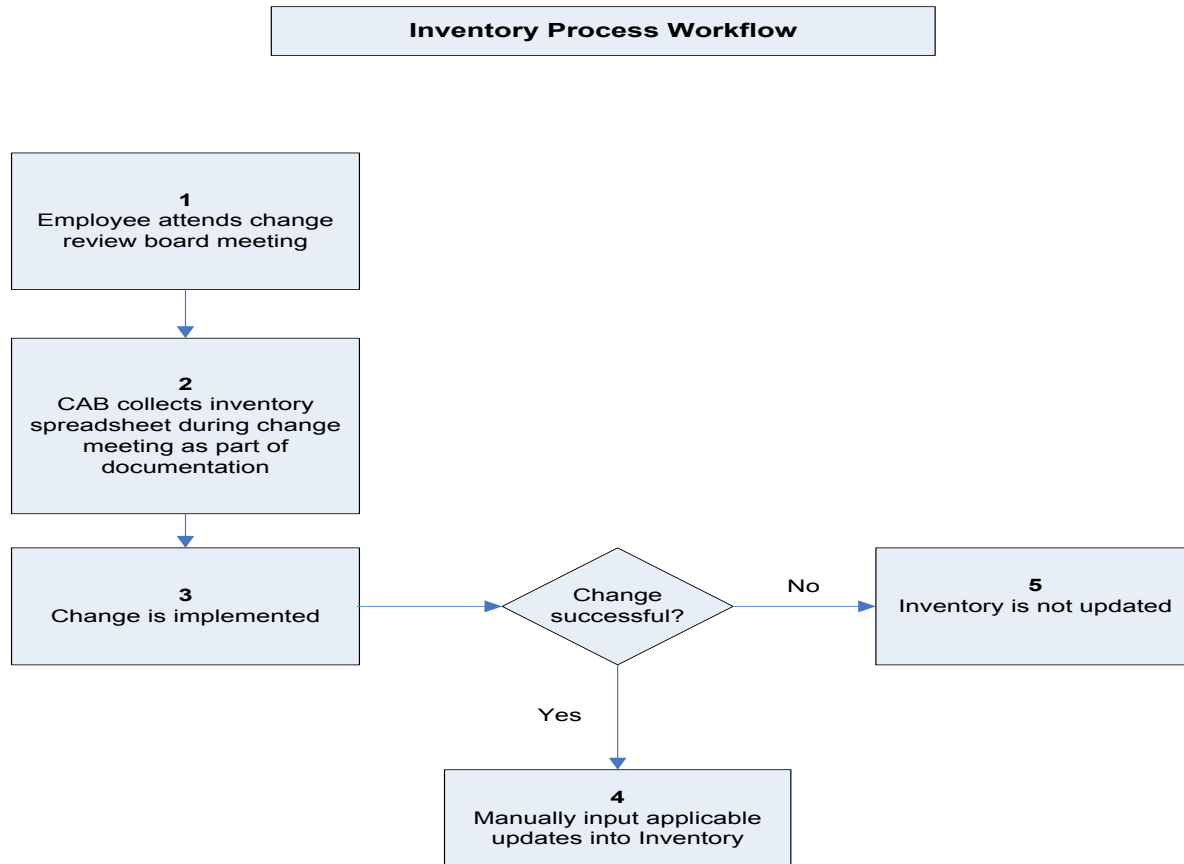 Inventory Process Workflow
1
Employee attends change
review board meeting
2
CAB collects inventory
spreadsheet during change
meeting as part of
documentation
3
Change is implemented
Change
successful?
No
5
Inventory is not updated
Yes
4
Manually input applicable
updates into Inventory